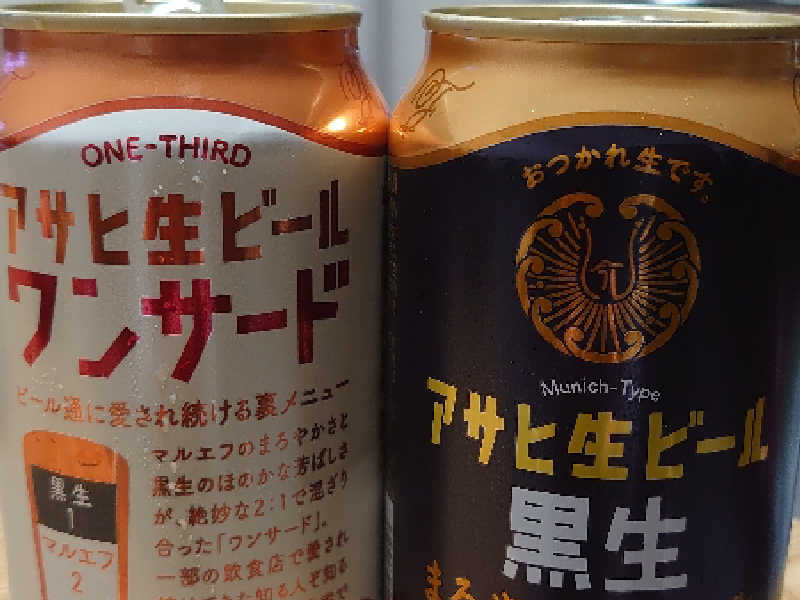 ONE-THIRD
アサヒ生ビール
ワンサード
ビール通に愛され続ける裏メニュー
マルエフのまろやかさと
黒生のほのかな芳ばしさ
が、絶妙な2:1で混ざり
合った「ワンサード」。
一部の飲食店で愛され
黒生
1
マルエフ
2
おつかれ生です。
Munich-Type
アサヒ生ビール
黒生